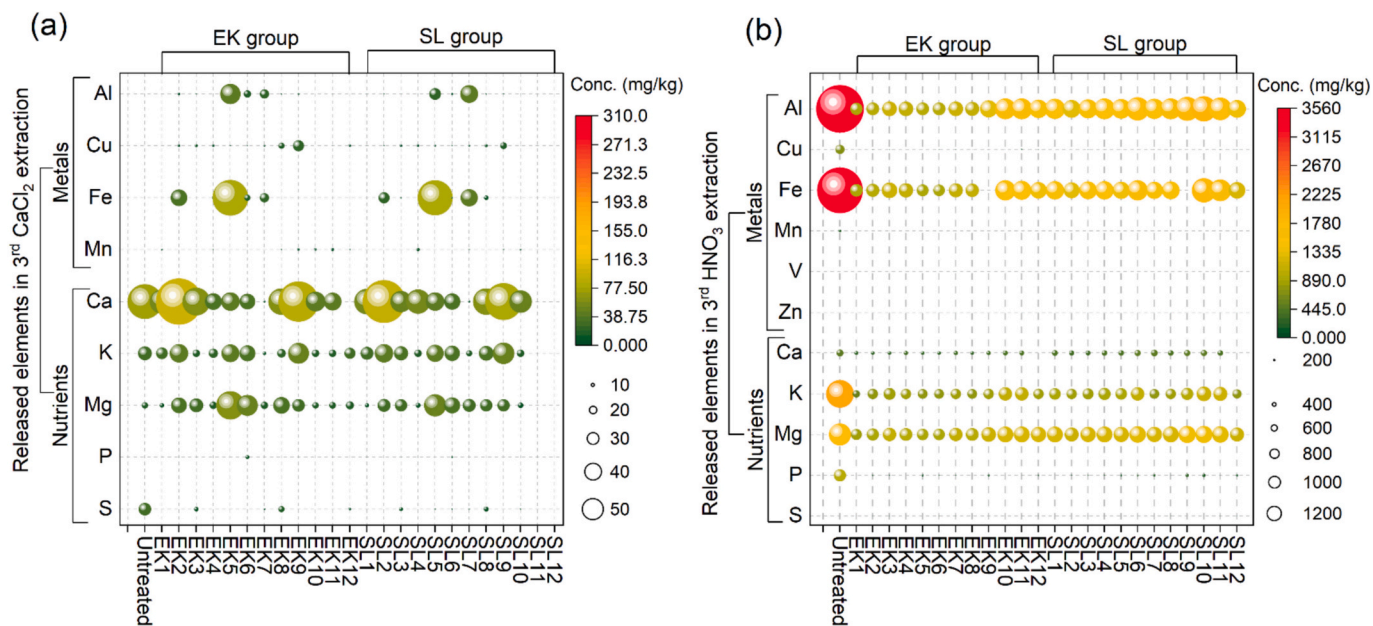 (a)
EK group
SL group
Released elements in 3rd CaCl2 extraction
Metals
Nutrients
Al
Cu
Fe
Mn
Ca
K
Mg
P
S
Untreated
EK1
EK2
EK3
EK4
EK5
EK6
EK7
EK8
EK9
EK10
EK11
EK12
SL1
SL2
SL3
SL4
SL5
SL6
SL7
SL8
SL9
SL10
SL11
SL12
Conc. (mg/kg)
310.0
271.3
232.5
193.8
155.0
116.3
77.50
38.75
0.000
10
20
30
40
50
(b)
EK group
SL group
Released elements in 3rd HNO3 extraction
Metals
Nutrients
Al
Cu
Fe
Mn
V
Zn
Ca
K
Mg
P
S
Untreated
EK1
EK2
EK3
EK4
EK5
EK6
EK7
EK8
EK9
EK10
EK11
EK12
SL1
SL2
SL3
SL4
SL5
SL6
SL7
SL8
SL9
SL10
SL11
SL12
Conc. (mg/kg)
3560
3115
2670
2225
1780
1335
890.0
445.0
0.000
200
400
600
800
1000
1200